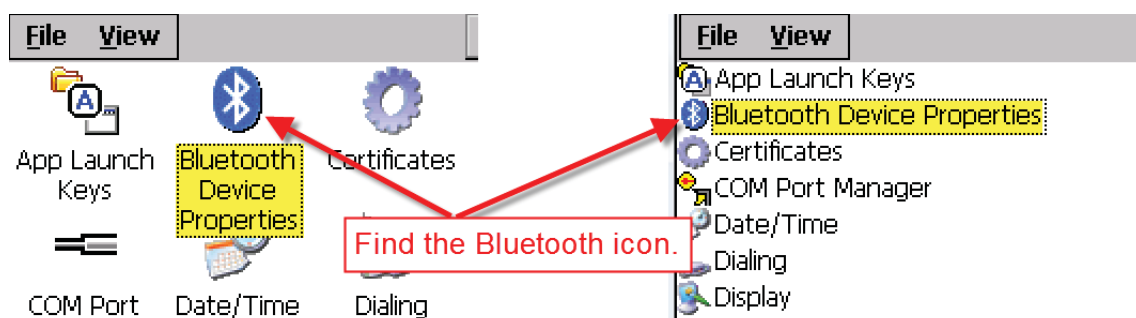 File View
App Launch Keys
Bluetooth Device Properties
Certificates
COM Port
Date/Time
Dialing
Find the Bluetooth icon.
File View
App Launch Keys
Bluetooth Device Properties
Certificates
COM Port Manager
Date/Time
Dialing
Display